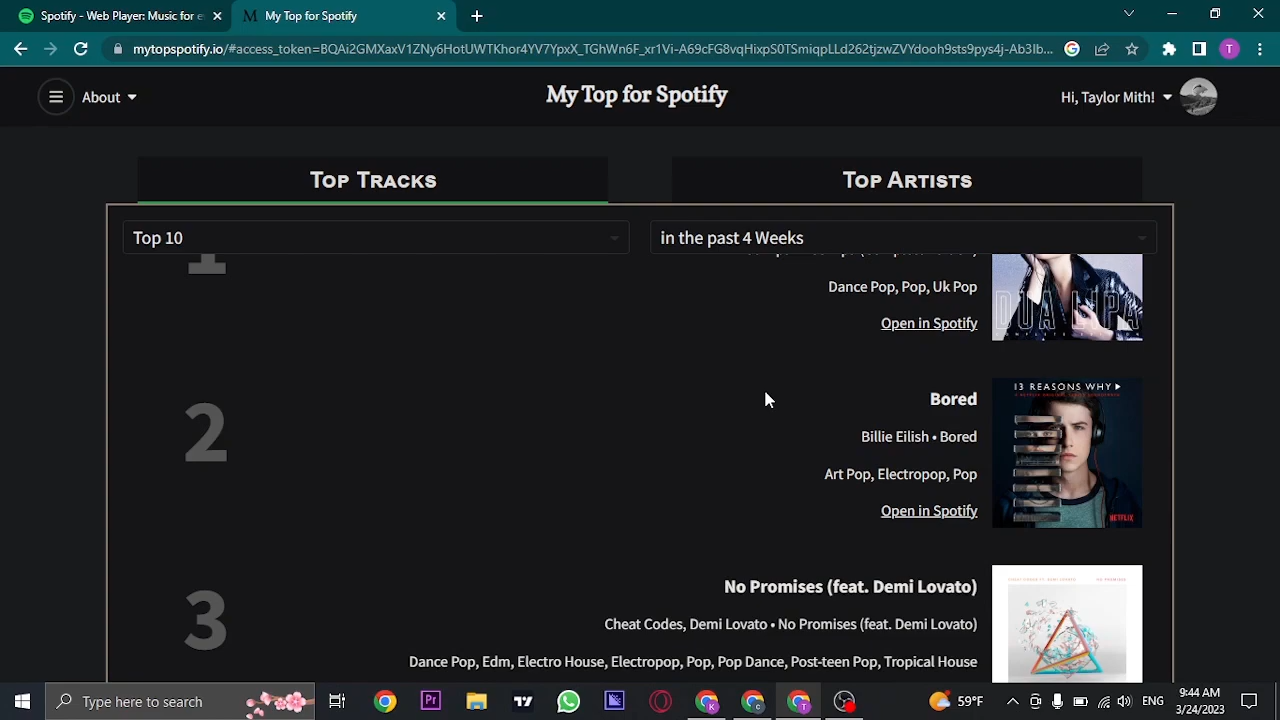 Spotify - Web Player: Music for e
My Top for Spotify
mytopspotify.io/#access_token=BQAi2GMXaxV1ZNy6HotUWTKhor4YV7YpxX_TGhWn6F_xr1Vi-A69cFG8vqHixpS0TSmiqpLLd262tjzwZVYdooh9sts9pys4j-Ab3Ib...
T
About
My Top for Spotify
Hi, Taylor Mith!
Top Tracks
Top Artists
Top 10
in the past 4 Weeks
1
Dance Pop, Pop, Uk Pop
Open in Spotify
DUA LIPA
COMPLETE EDITION
2
Bored
Billie Eilish • Bored
Art Pop, Electropop, Pop
Open in Spotify
13 REASONS WHY
NETFLIX
3
No Promises (feat. Demi Lovato)
Cheat Codes, Demi Lovato • No Promises (feat. Demi Lovato)
Dance Pop, Edm, Electro House, Electropop, Pop, Pop Dance, Post-teen Pop, Tropical House
NO PROMISES
Type here to search
59°F
ENG
9:44 AM
3/24/2023